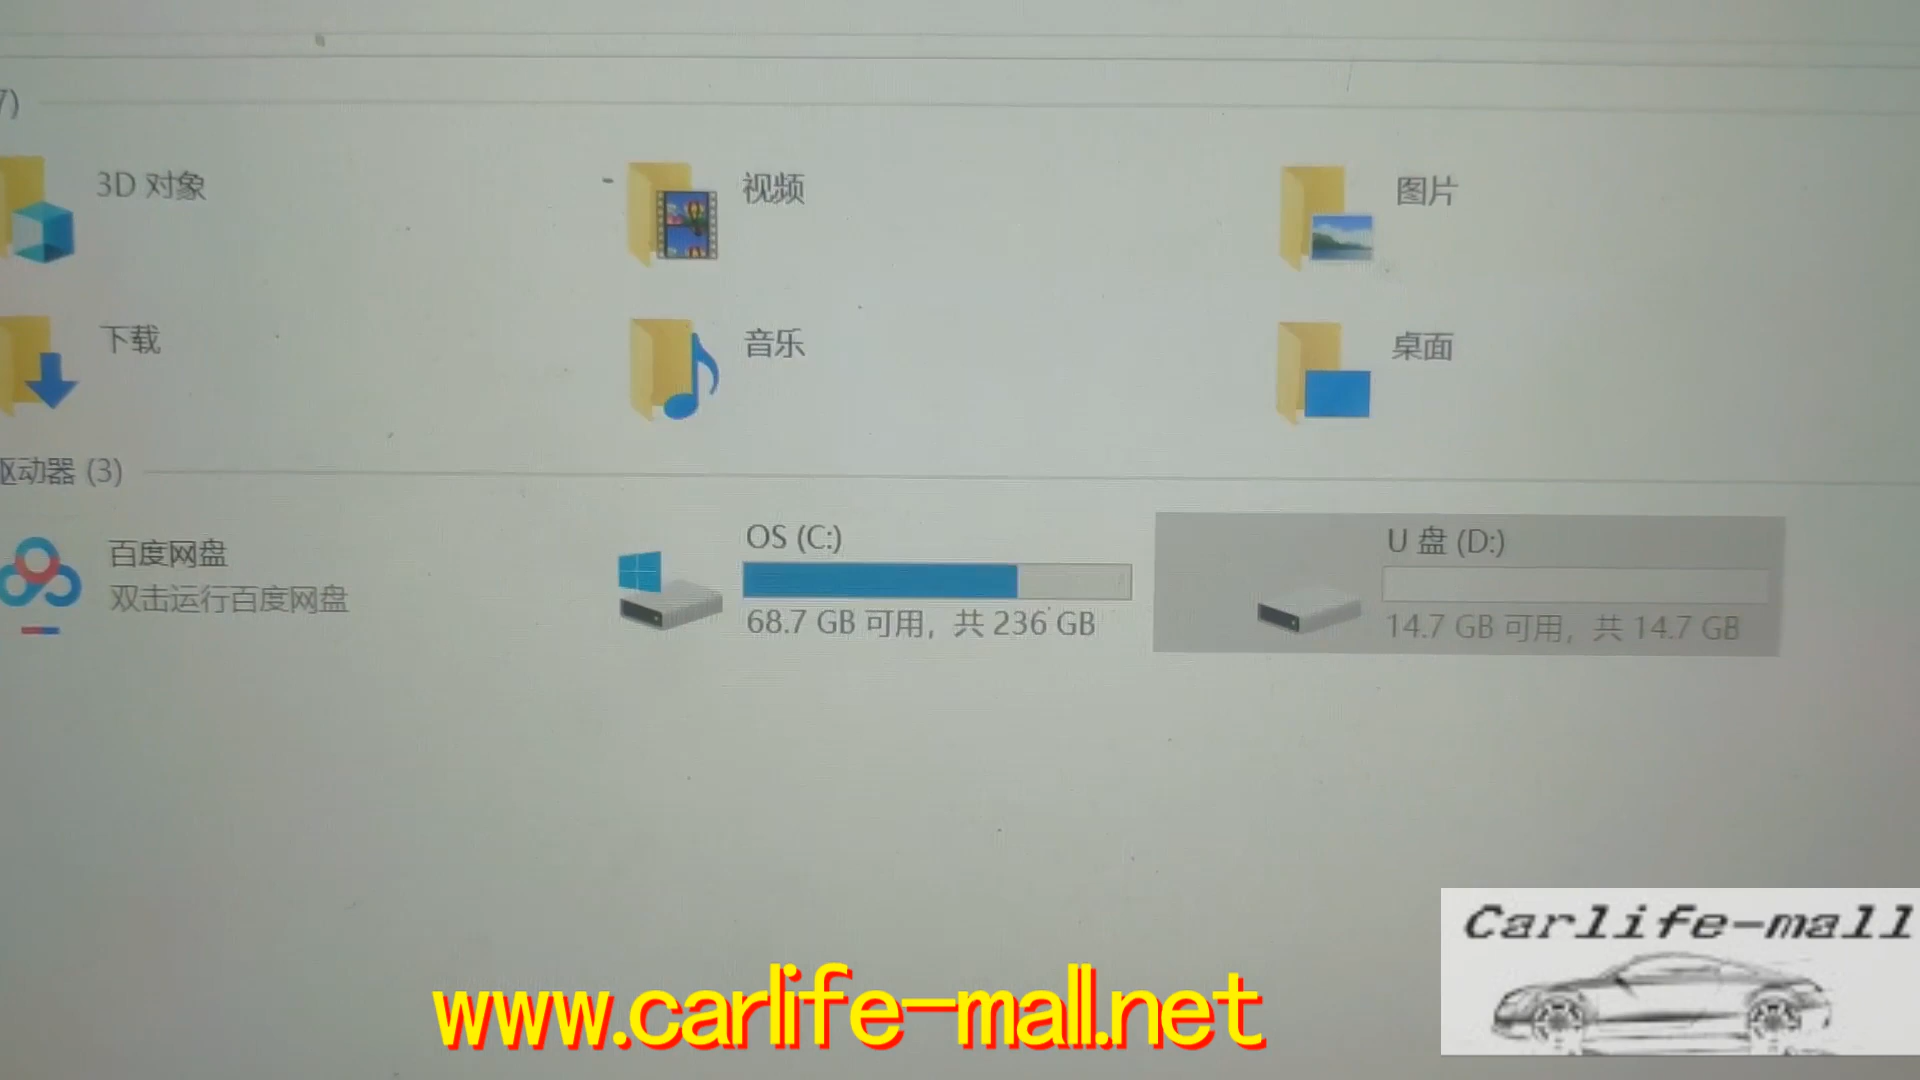 7)
3D 对象
视频
图片
下载
音乐
桌面
驱动器 (3)
百度网盘
双击运行百度网盘
OS (C:)
68.7 GB 可用，共 236 GB
U 盘 (D:)
14.7 GB 可用，共 14.7 GB
Carlife-mall
www.carlife-mall.net